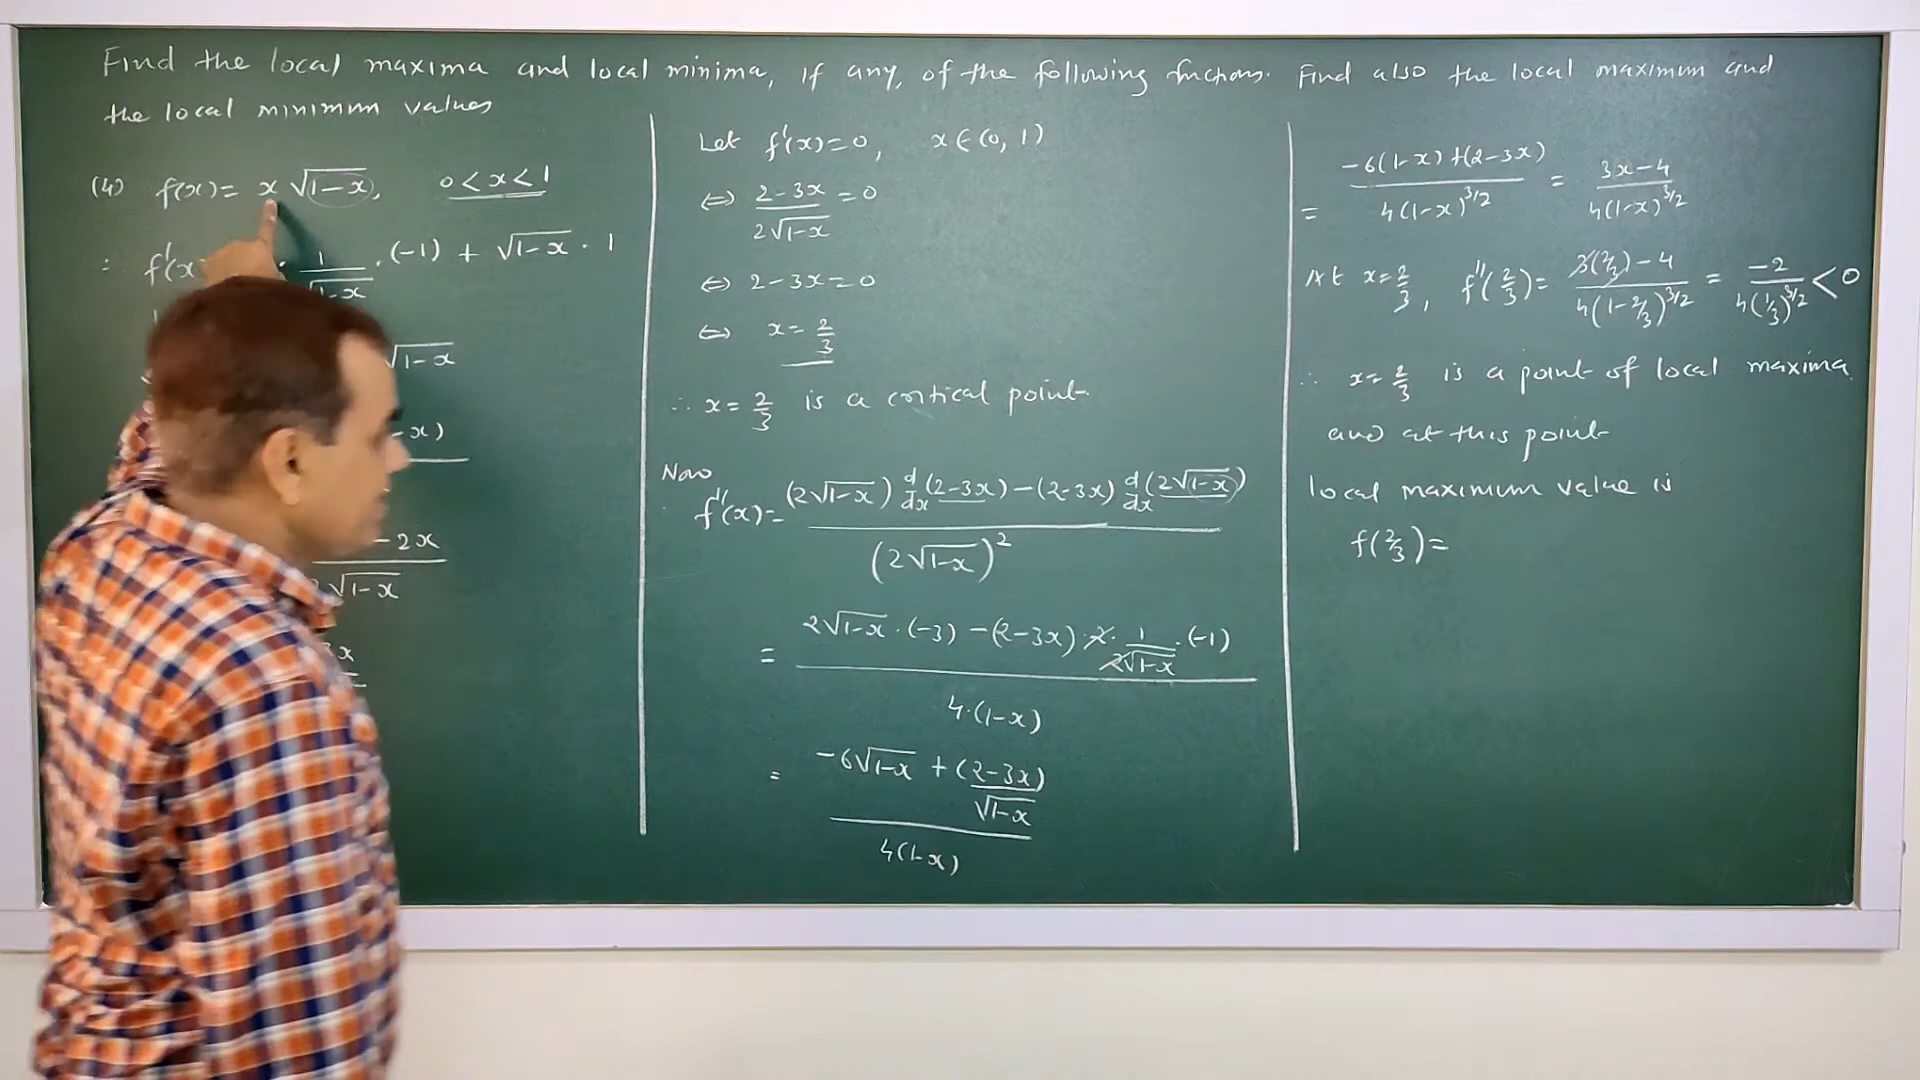 Find the local maxima and local minima, if any, of the following functions. Find also the local maximum and
the local minimum values
(4) f(x) = x √(1-x), 0 < x < 1
: f'(x) · 1/√(1-x) · (-1) + √(1-x) · 1
√(1-x)
-x)
-2x
√(1-x)
3x
Let f'(x)=0, x∈(0, 1)
⇔ (2-3x)/(2√(1-x)) = 0
⇔ 2-3x=0
⇔ x = 2/3
∴ x = 2/3 is a critical point.
Now
f''(x) = ((2√(1-x)) d/dx(2-3x) - (2-3x) d/dx(2√(1-x)))/(2√(1-x))^2
= (2√(1-x) · (-3) - (2-3x) · 2 · 1/(2√(1-x)) · (-1))/(4·(1-x))
= (-6√(1-x) + (2-3x)/√(1-x))/(4(1-x))
= (-6(1-x)+(2-3x))/(4(1-x)^(3/2)) = (3x-4)/(4(1-x)^(3/2))
At x=2/3, f''(2/3) = (3(2/3)-4)/(4(1-2/3)^(3/2)) = -2/(4(1/3)^(3/2)) < 0
∴ x = 2/3 is a point of local maxima
and at this point
local maximum value is
f(2/3) =